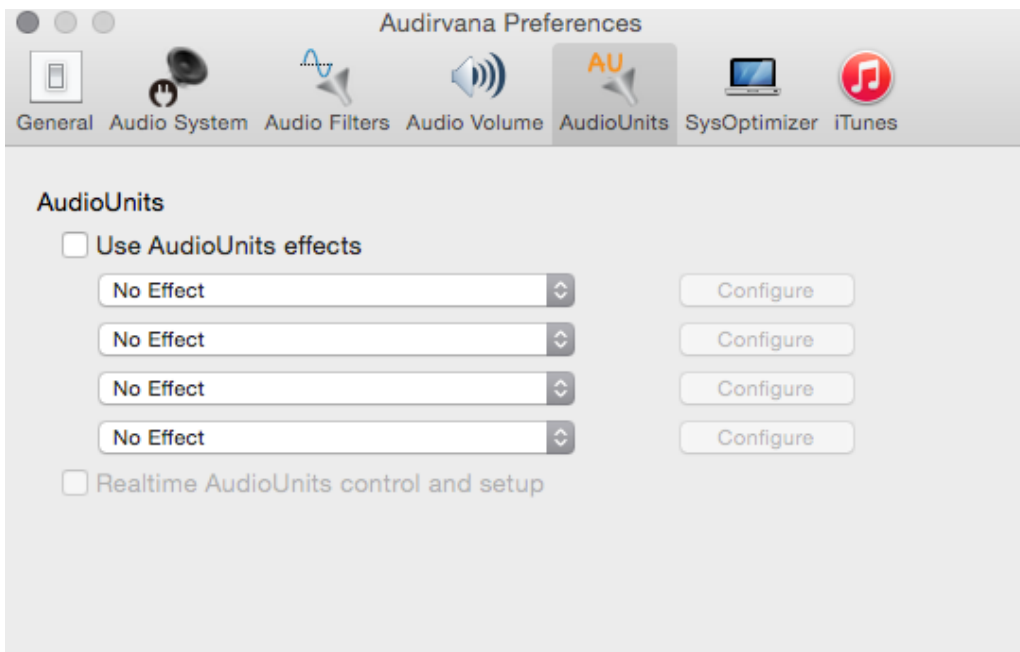 Audirvana Preferences
AU
General Audio System Audio Filters Audio Volume AudioUnits SysOptimizer iTunes
AudioUnits
Use AudioUnits effects
No Effect Configure
No Effect Configure
No Effect Configure
No Effect Configure
Realtime AudioUnits control and setup